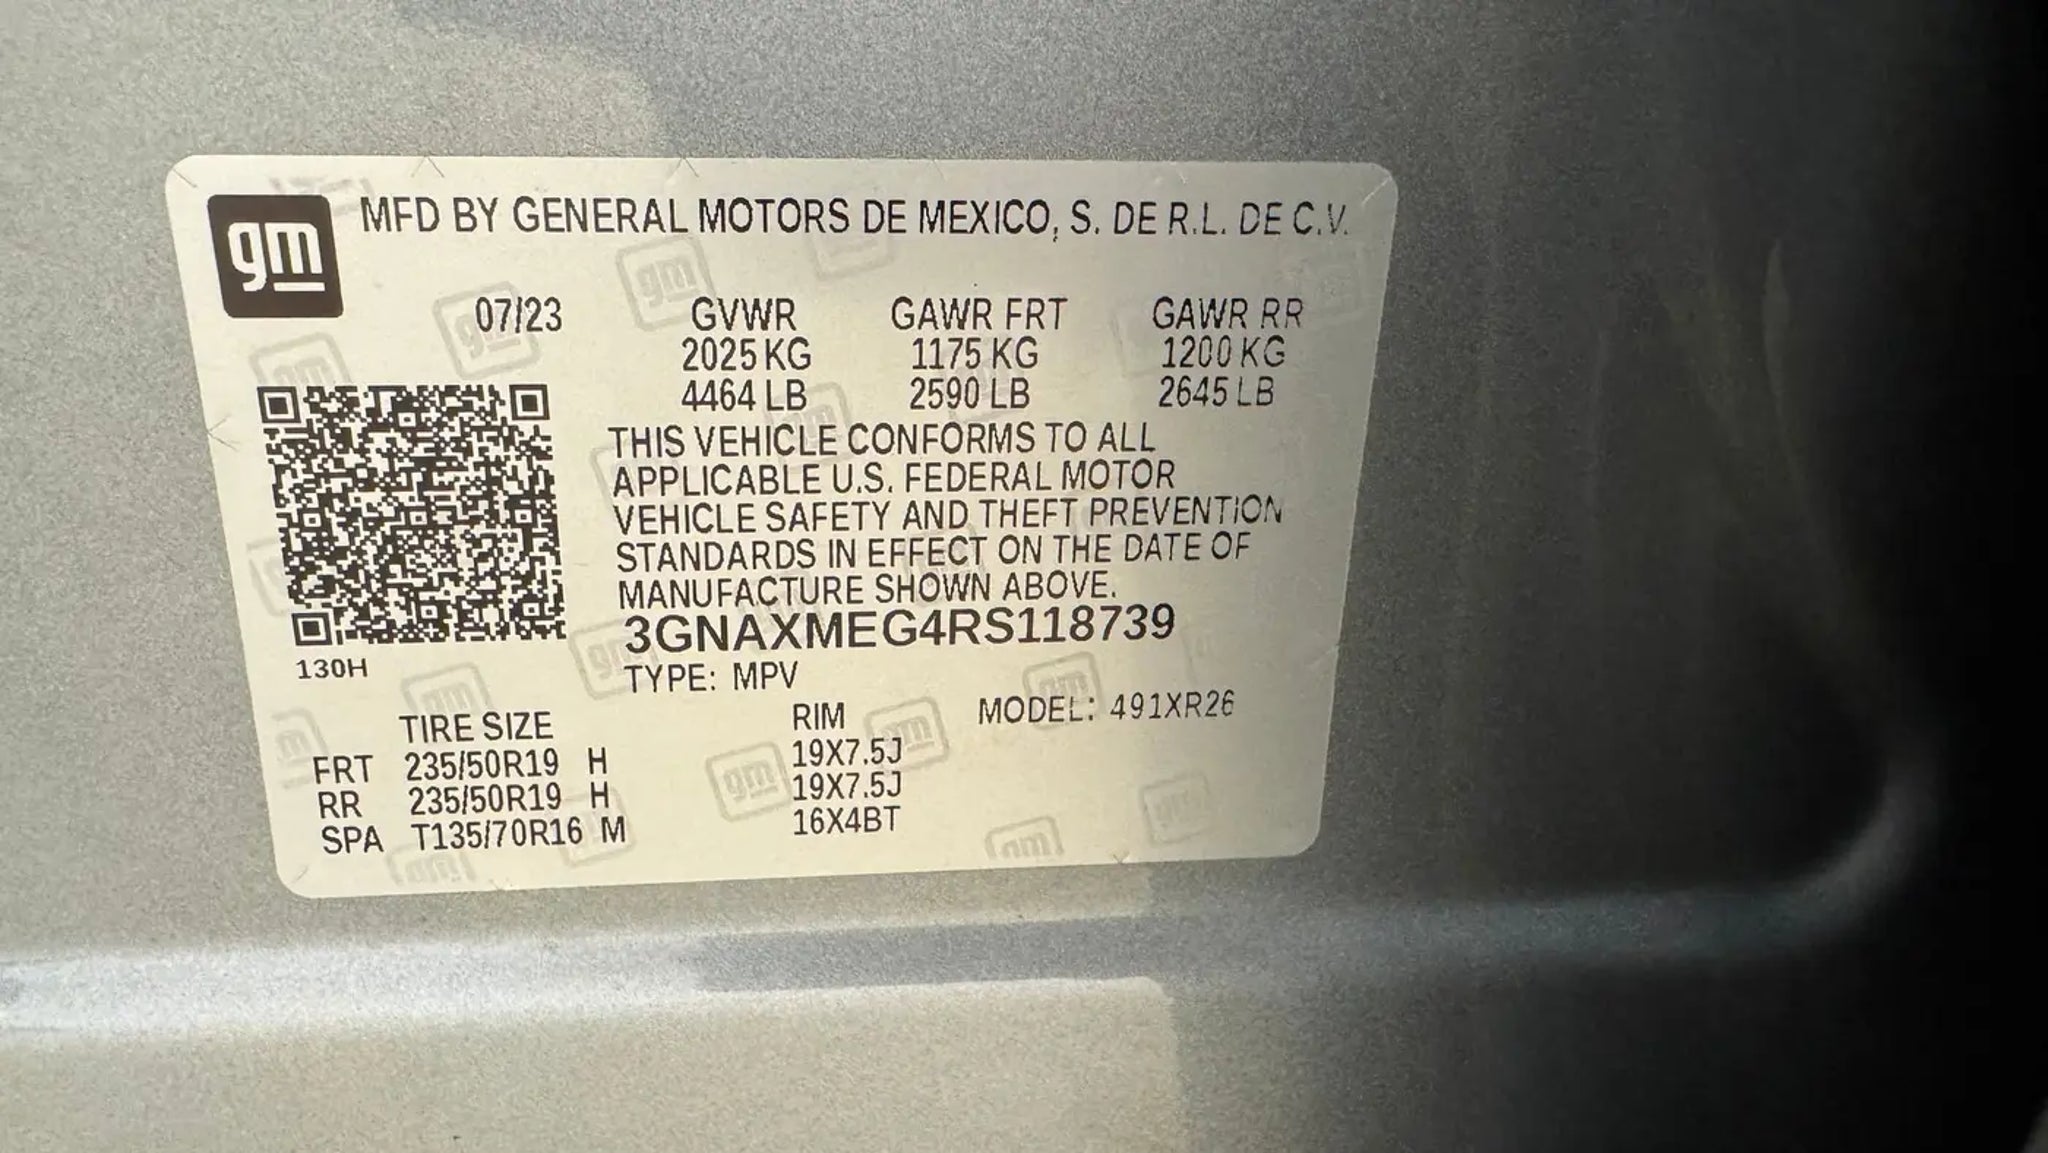 gm
MFD BY GENERAL MOTORS DE MEXICO, S. DE R.L. DE C.V.
07/23 GVWR GAWR FRT GAWR RR
2025 KG 1175 KG 1200 KG
4464 LB 2590 LB 2645 LB
THIS VEHICLE CONFORMS TO ALL
APPLICABLE U.S. FEDERAL MOTOR
VEHICLE SAFETY AND THEFT PREVENTION
STANDARDS IN EFFECT ON THE DATE OF
MANUFACTURE SHOWN ABOVE.
3GNAXMEG4RS118739
130H
TYPE: MPV
TIRE SIZE RIM MODEL: 491XR26
FRT 235/50R19 H 19X7.5J
RR 235/50R19 H 19X7.5J
SPA T135/70R16 M 16X4BT